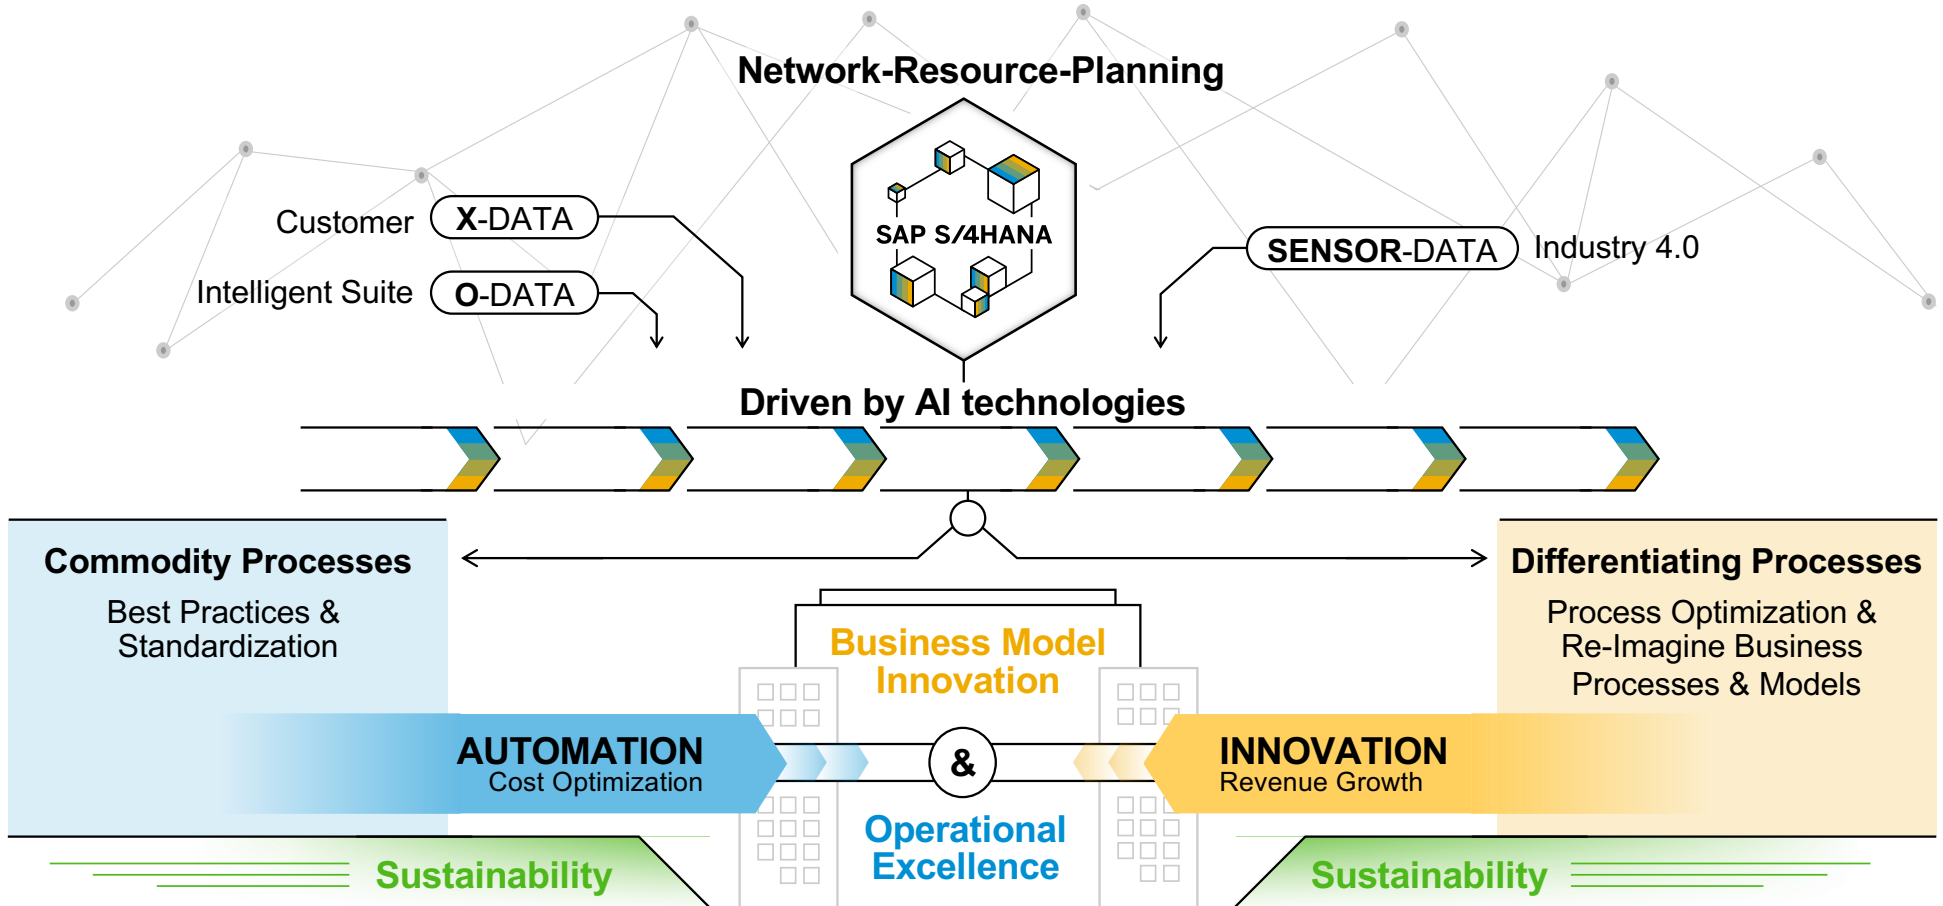 Network-Resource-Planning
SAP S/4HANA
Customer
X-DATA
Intelligent Suite
O-DATA
SENSOR-DATA
Industry 4.0
Driven by AI technologies
Commodity Processes
Best Practices &
Standardization
Differentiating Processes
Process Optimization &
Re-Imagine Business
Processes & Models
Business Model
Innovation
AUTOMATION
Cost Optimization
&
INNOVATION
Revenue Growth
Operational
Excellence
Sustainability
Sustainability